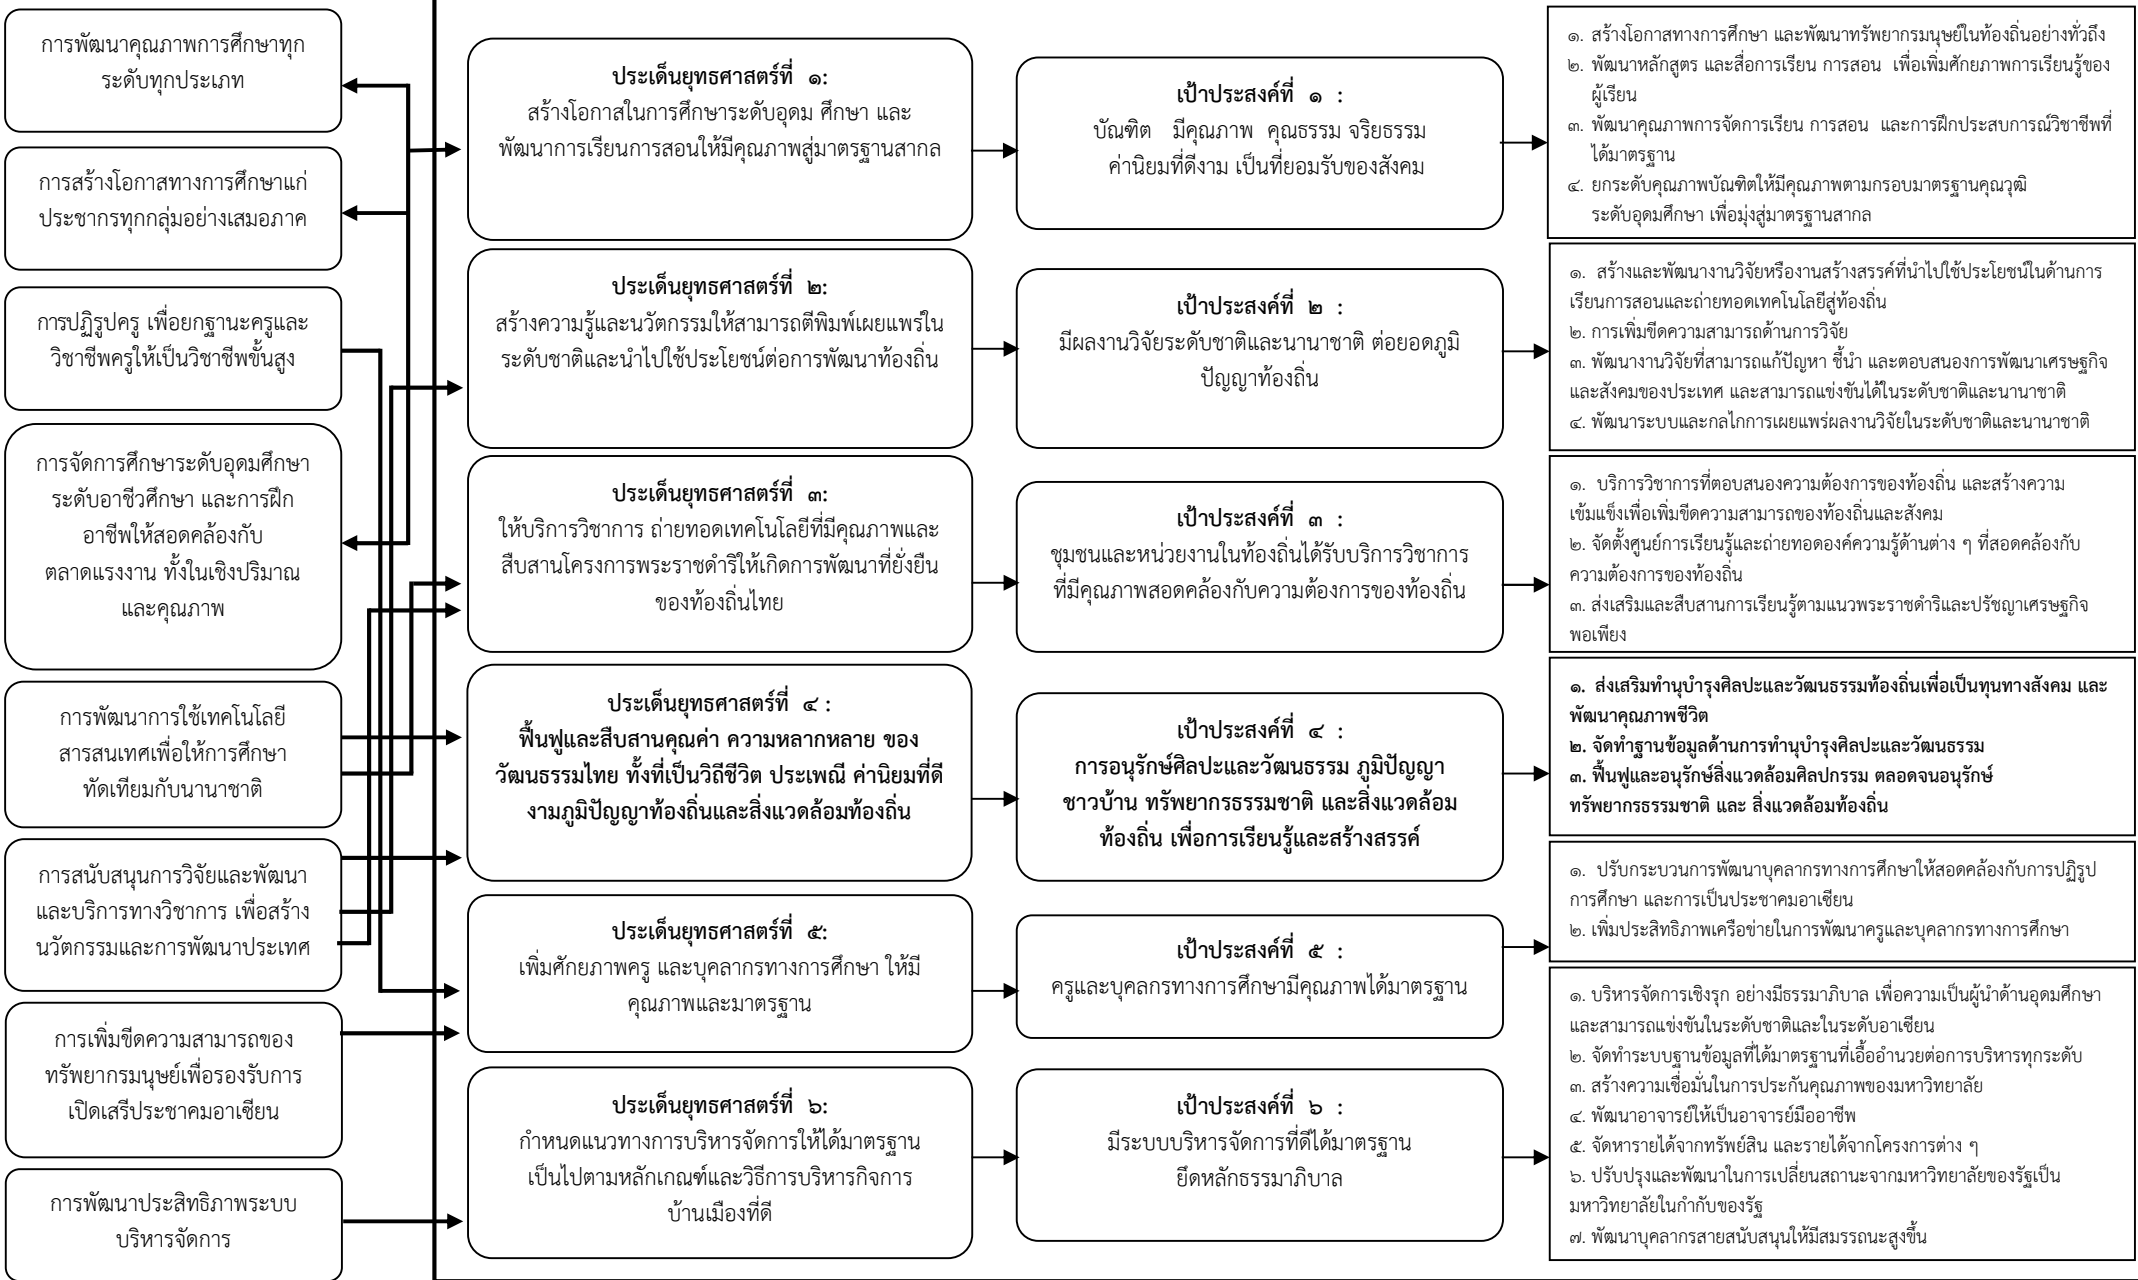 การพัฒนาคุณภาพการศึกษาทุก
ระดับทุกประเภท
การสร้างโอกาสทางการศึกษาแก่
ประชากรทุกกลุ่มอย่างเสมอภาค
การปฏิรูปครู เพื่อยกฐานะครูและ
วิชาชีพครูให้เป็นวิชาชีพขั้นสูง
การจัดการศึกษาระดับอุดมศึกษา
ระดับอาชีวศึกษา และการฝึก
อาชีพให้สอดคล้องกับ
ตลาดแรงงาน ทั้งในเชิงปริมาณ
และคุณภาพ
การพัฒนาการใช้เทคโนโลยี
สารสนเทศเพื่อให้การศึกษา
ทัดเทียมกับนานาชาติ
การสนับสนุนการวิจัยและพัฒนา
และบริการทางวิชาการ เพื่อสร้าง
นวัตกรรมและการพัฒนาประเทศ
การเพิ่มขีดความสามารถของ
ทรัพยากรมนุษย์เพื่อรองรับการ
เปิดเสรีประชาคมอาเซียน
การพัฒนาประสิทธิภาพระบบ
บริหารจัดการ
ประเด็นยุทธศาสตร์ที่ ๑:
สร้างโอกาสในการศึกษาระดับอุดม ศึกษา และ
พัฒนาการเรียนการสอนให้มีคุณภาพสู่มาตรฐานสากล
ประเด็นยุทธศาสตร์ที่ ๒:
สร้างความรู้และนวัตกรรมให้สามารถตีพิมพ์เผยแพร่ใน
ระดับชาติและนำไปใช้ประโยชน์ต่อการพัฒนาท้องถิ่น
ประเด็นยุทธศาสตร์ที่ ๓:
ให้บริการวิชาการ ถ่ายทอดเทคโนโลยีที่มีคุณภาพและ
สืบสานโครงการพระราชดำริให้เกิดการพัฒนาที่ยั่งยืน
ของท้องถิ่นไทย
ประเด็นยุทธศาสตร์ที่ ๔ :
ฟื้นฟูและสืบสานคุณค่า ความหลากหลาย ของ
วัฒนธรรมไทย ทั้งที่เป็นวิถีชีวิต ประเพณี ค่านิยมที่ดี
งามภูมิปัญญาท้องถิ่นและสิ่งแวดล้อมท้องถิ่น
ประเด็นยุทธศาสตร์ที่ ๕:
เพิ่มศักยภาพครู และบุคลากรทางการศึกษา ให้มี
คุณภาพและมาตรฐาน
ประเด็นยุทธศาสตร์ที่ ๖:
กำหนดแนวทางการบริหารจัดการให้ได้มาตรฐาน
เป็นไปตามหลักเกณฑ์และวิธีการบริหารกิจการ
บ้านเมืองที่ดี
เป้าประสงค์ที่ ๑ :
บัณฑิต มีคุณภาพ คุณธรรม จริยธรรม
ค่านิยมที่ดีงาม เป็นที่ยอมรับของสังคม
เป้าประสงค์ที่ ๒ :
มีผลงานวิจัยระดับชาติและนานาชาติ ต่อยอดภูมิ
ปัญญาท้องถิ่น
เป้าประสงค์ที่ ๓ :
ชุมชนและหน่วยงานในท้องถิ่นได้รับบริการวิชาการ
ที่มีคุณภาพสอดคล้องกับความต้องการของท้องถิ่น
เป้าประสงค์ที่ ๔ :
การอนุรักษ์ศิลปะและวัฒนธรรม ภูมิปัญญา
ชาวบ้าน ทรัพยากรธรรมชาติ และสิ่งแวดล้อม
ท้องถิ่น เพื่อการเรียนรู้และสร้างสรรค์
เป้าประสงค์ที่ ๕ :
ครูและบุคลกรทางการศึกษามีคุณภาพได้มาตรฐาน
เป้าประสงค์ที่ ๖ :
มีระบบบริหารจัดการที่ดีได้มาตรฐาน
ยึดหลักธรรมาภิบาล
๑. สร้างโอกาสทางการศึกษา และพัฒนาทรัพยากรมนุษย์ในท้องถิ่นอย่างทั่วถึง
๒. พัฒนาหลักสูตร และสื่อการเรียน การสอน เพื่อเพิ่มศักยภาพการเรียนรู้ของ
ผู้เรียน
๓. พัฒนาคุณภาพการจัดการเรียน การสอน และการฝึกประสบการณ์วิชาชีพที่
ได้มาตรฐาน
๔. ยกระดับคุณภาพบัณฑิตให้มีคุณภาพตามกรอบมาตรฐานคุณวุฒิ
ระดับอุดมศึกษา เพื่อมุ่งสู่มาตรฐานสากล
๑. สร้างและพัฒนางานวิจัยหรืองานสร้างสรรค์ที่นำไปใช้ประโยชน์ในด้านการ
เรียนการสอนและถ่ายทอดเทคโนโลยีสู่ท้องถิ่น
๒. การเพิ่มขีดความสามารถด้านการวิจัย
๓. พัฒนางานวิจัยที่สามารถแก้ปัญหา ชี้นำ และตอบสนองการพัฒนาเศรษฐกิจ
และสังคมของประเทศ และสามารถแข่งขันได้ในระดับชาติและนานาชาติ
๔. พัฒนาระบบและกลไกการเผยแพร่ผลงานวิจัยในระดับชาติและนานาชาติ
๑. บริการวิชาการที่ตอบสนองความต้องการของท้องถิ่น และสร้างความ
เข้มแข็งเพื่อเพิ่มขีดความสามารถของท้องถิ่นและสังคม
๒. จัดตั้งศูนย์การเรียนรู้และถ่ายทอดองค์ความรู้ด้านต่าง ๆ ที่สอดคล้องกับ
ความต้องการของท้องถิ่น
๓. ส่งเสริมและสืบสานการเรียนรู้ตามแนวพระราชดำริและปรัชญาเศรษฐกิจ
พอเพียง
๑. ส่งเสริมทำนุบำรุงศิลปะและวัฒนธรรมท้องถิ่นเพื่อเป็นทุนทางสังคม และ
พัฒนาคุณภาพชีวิต
๒. จัดทำฐานข้อมูลด้านการทำนุบำรุงศิลปะและวัฒนธรรม
๓. ฟื้นฟูและอนุรักษ์สิ่งแวดล้อมศิลปกรรม ตลอดจนอนุรักษ์
ทรัพยากรธรรมชาติ และ สิ่งแวดล้อมท้องถิ่น
๑. ปรับกระบวนการพัฒนาบุคลากรทางการศึกษาให้สอดคล้องกับการปฏิรูป
การศึกษา และการเป็นประชาคมอาเซียน
๒. เพิ่มประสิทธิภาพเครือข่ายในการพัฒนาครูและบุคลากรทางการศึกษา
๑. บริหารจัดการเชิงรุก อย่างมีธรรมาภิบาล เพื่อความเป็นผู้นำด้านอุดมศึกษา
และสามารถแข่งขันในระดับชาติและในระดับอาเซียน
๒. จัดทำระบบฐานข้อมูลที่ได้มาตรฐานที่เอื้ออำนวยต่อการบริหารทุกระดับ
๓. สร้างความเชื่อมั่นในการประกันคุณภาพของมหาวิทยาลัย
๔. พัฒนาอาจารย์ให้เป็นอาจารย์มืออาชีพ
๕. จัดหารายได้จากทรัพย์สิน และรายได้จากโครงการต่าง ๆ
๖. ปรับปรุงและพัฒนาในการเปลี่ยนสถานะจากมหาวิทยาลัยของรัฐเป็น
มหาวิทยาลัยในกำกับของรัฐ
๗. พัฒนาบุคลากรสายสนับสนุนให้มีสมรรถนะสูงขึ้น